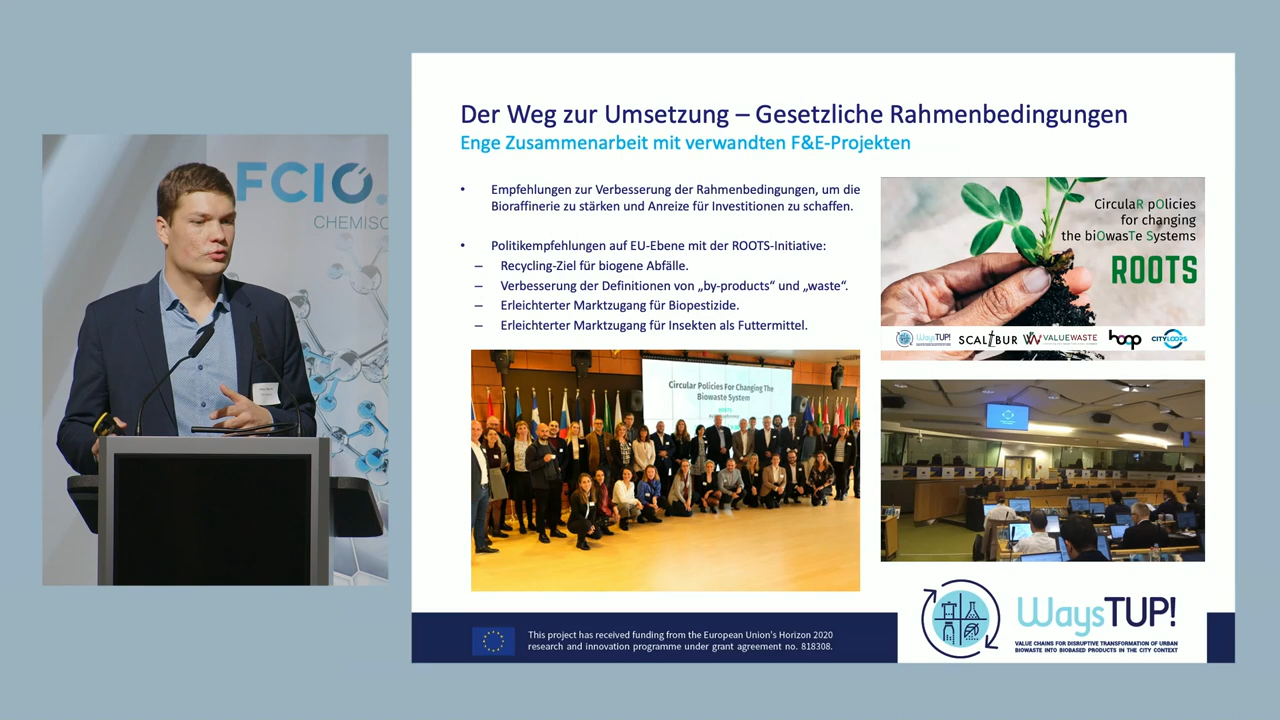 FCIO.
CHEMISC
Der Weg zur Umsetzung – Gesetzliche Rahmenbedingungen
Enge Zusammenarbeit mit verwandten F&E-Projekten
• Empfehlungen zur Verbesserung der Rahmenbedingungen, um die
Bioraffinerie zu stärken und Anreize für Investitionen zu schaffen.
• Politikempfehlungen auf EU-Ebene mit der ROOTS-Initiative:
– Recycling-Ziel für biogene Abfälle.
– Verbesserung der Definitionen von „by-products“ und „waste“.
– Erleichterter Marktzugang für Biopestizide.
– Erleichterter Marktzugang für Insekten als Futtermittel.
CirculaR pOlicies
for changing
the biOwasTe Systems
ROOTS
WaysTUP!
SCALIBUR
VALUEWASTE
hoop
CITYLOOPS
Circular Policies For Changing The
Biowaste System
ROOTS
This project has received funding from the European Union's Horizon 2020
research and innovation programme under grant agreement no. 818308.
WaysTUP!
VALUE CHAINS FOR DISRUPTIVE TRANSFORMATION OF URBAN
BIOWASTE INTO BIOBASED PRODUCTS IN THE CITY CONTEXT